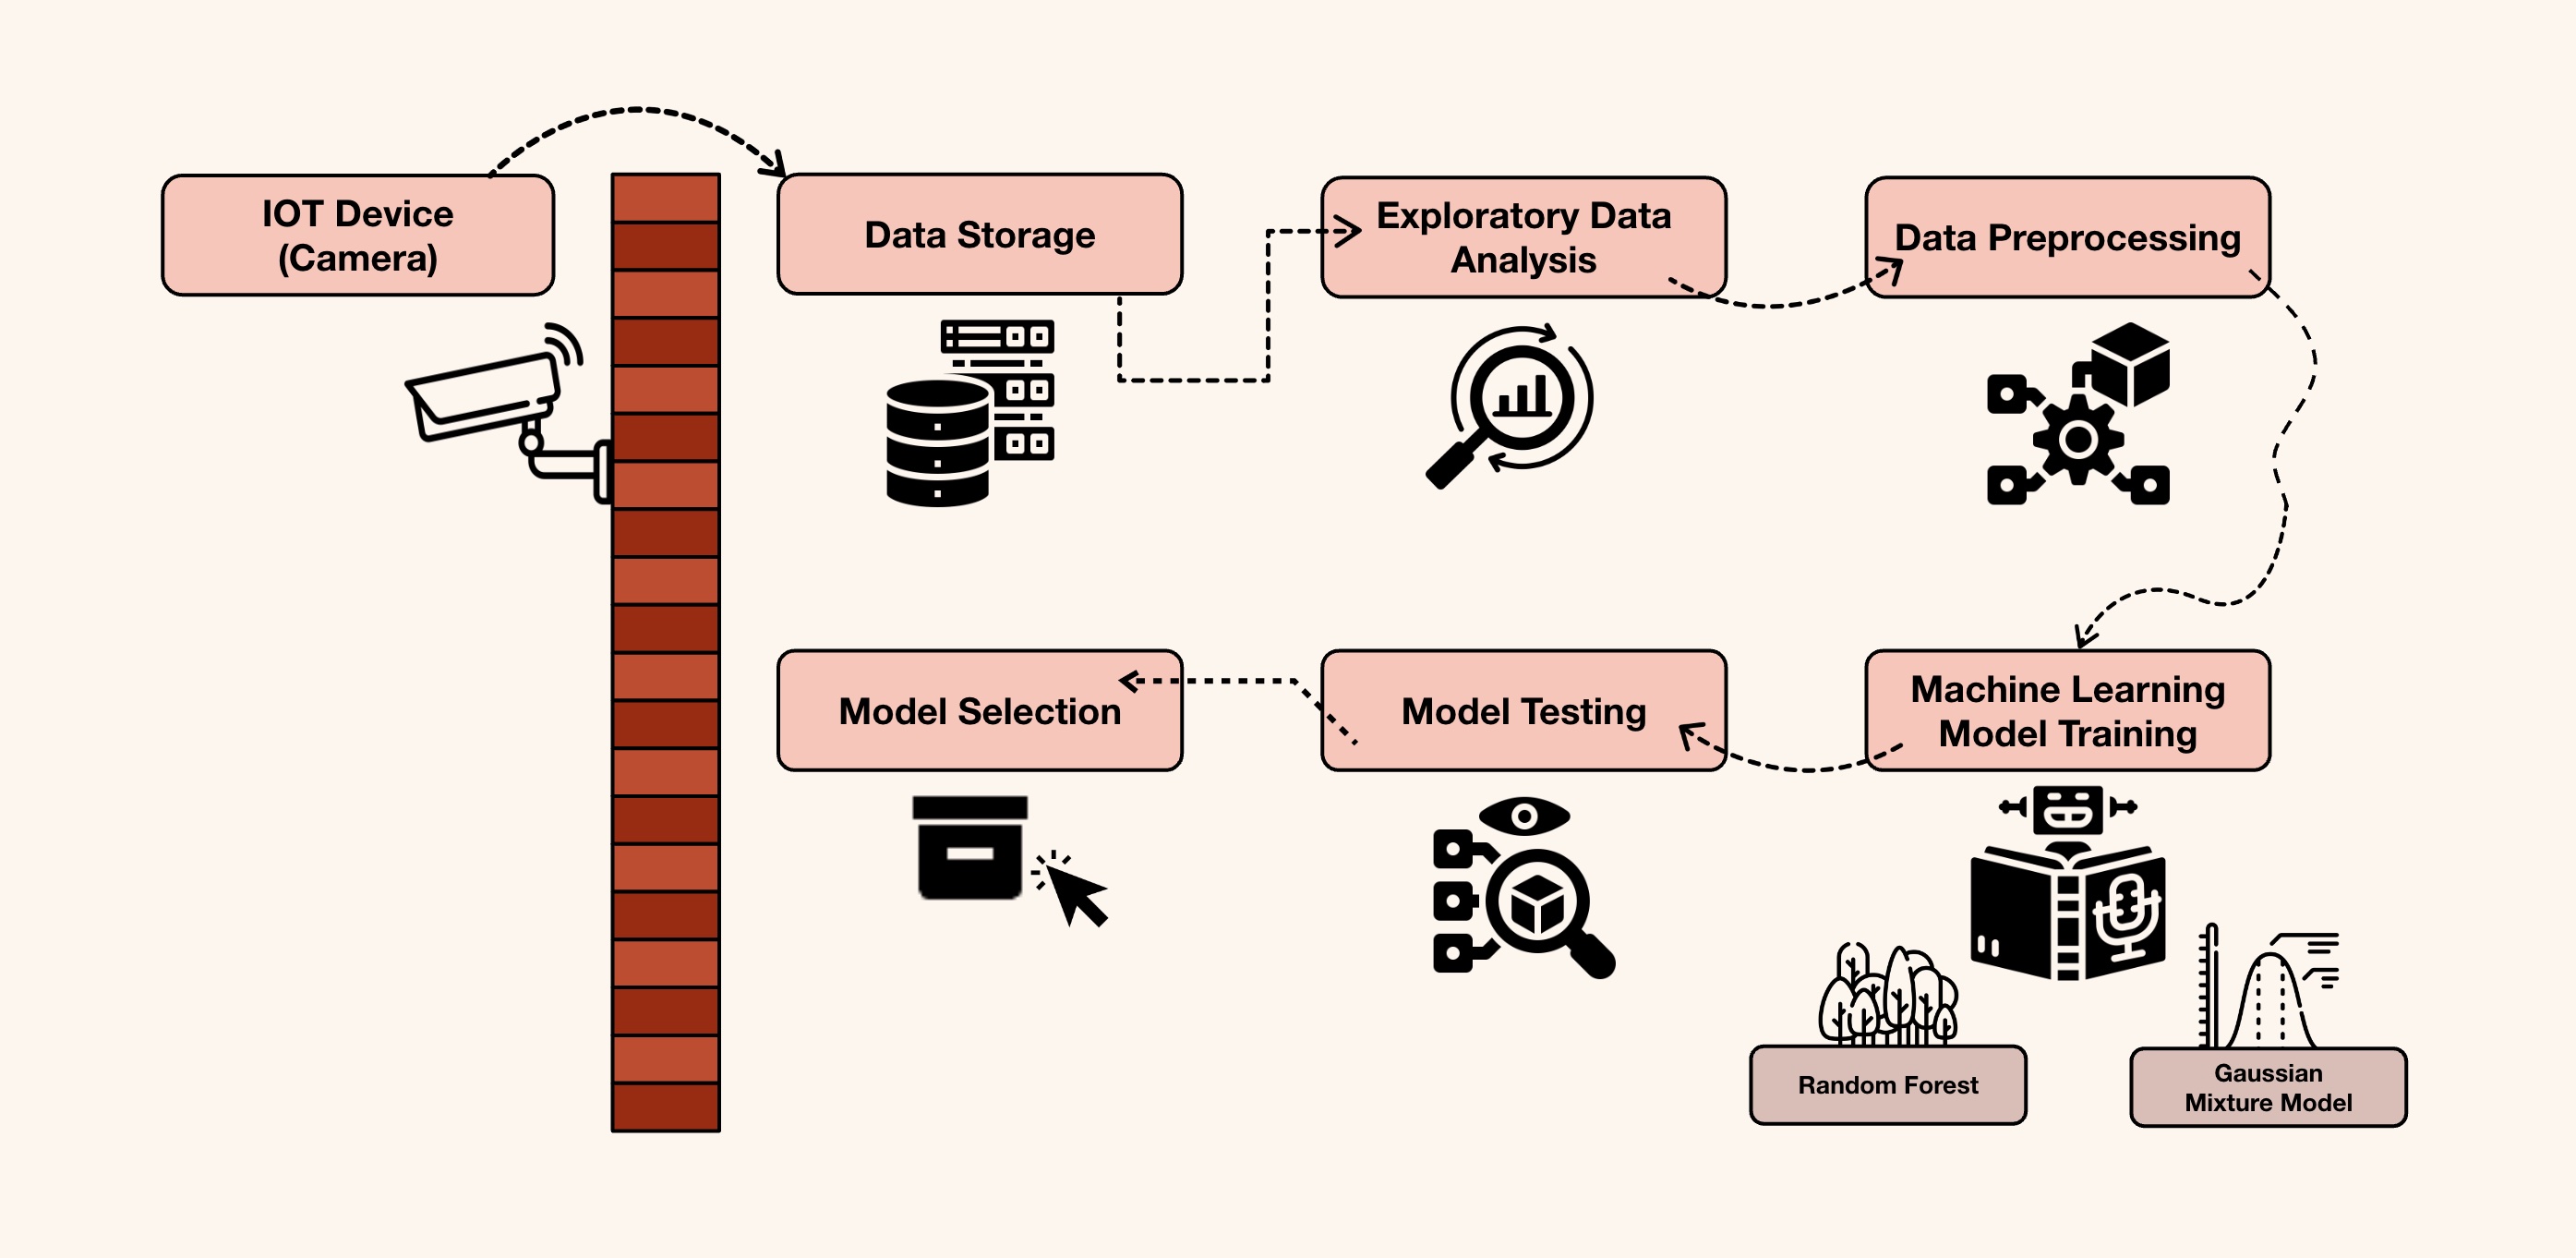 IOT Device
(Camera)
Data Storage
Exploratory Data
Analysis
Data Preprocessing
Model Selection
Model Testing
Machine Learning
Model Training
Random Forest
Gaussian
Mixture Model